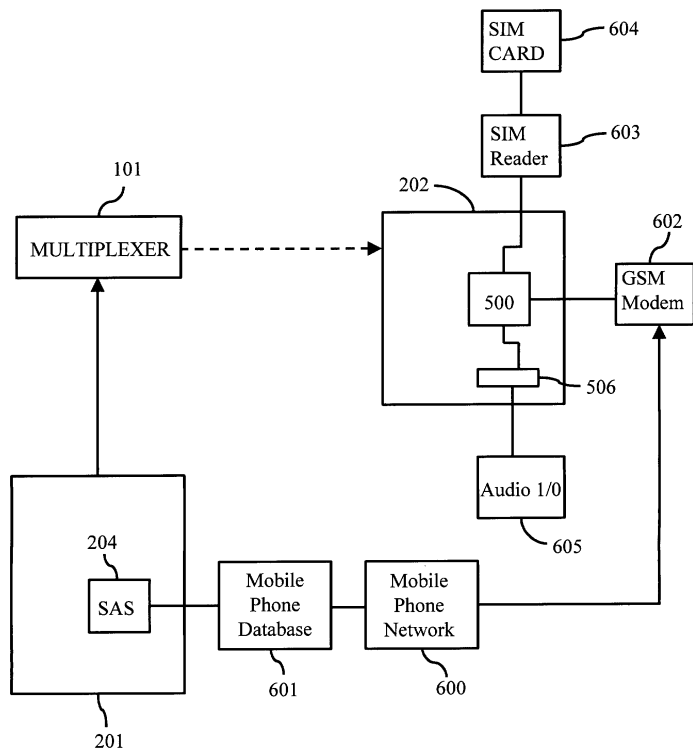 SIM
CARD
604
SIM
Reader
603
101
202
602
MULTIPLEXER
GSM
Modem
500
506
Audio 1/0
605
204
SAS
Mobile
Phone
Database
Mobile
Phone
Network
601
600
201